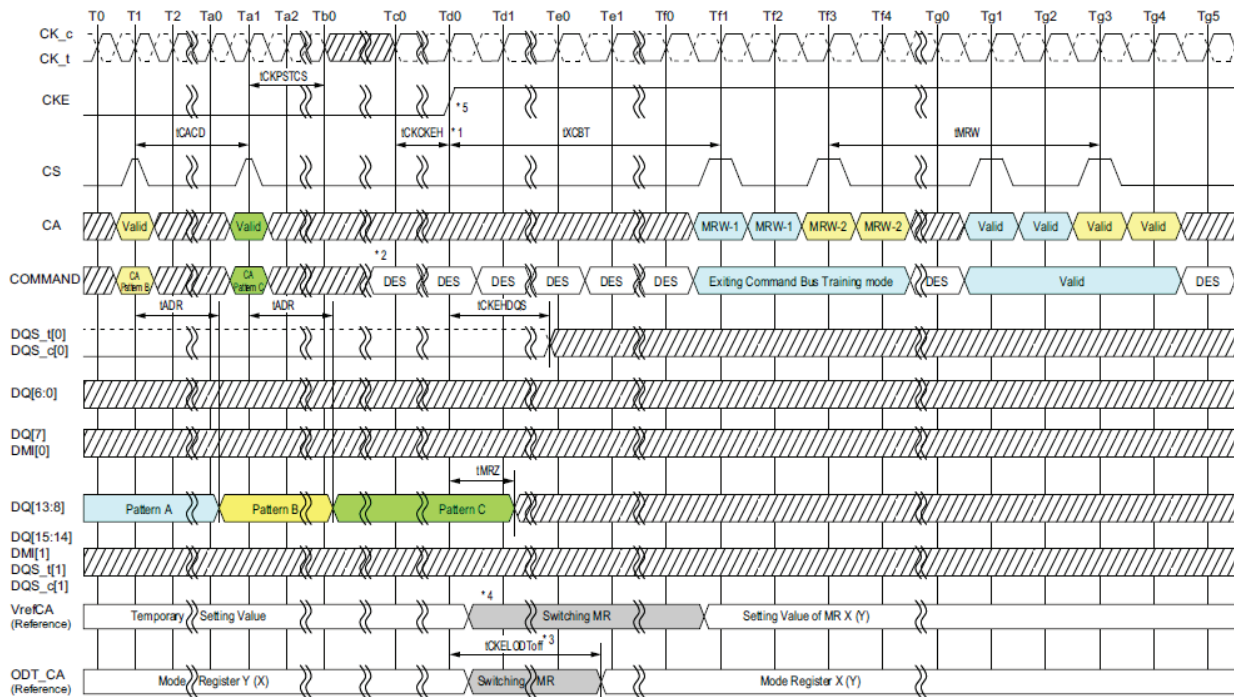 T0 T1 T2 Ta0 Ta1 Ta2 Tb0 Tc0 Td0 Td1 Te0 Te1 Tf0 Tf1 Tf2 Tf3 Tf4 Tg0 Tg1 Tg2 Tg3 Tg4 Tg5
CK_c
CK_t
tCKPSTCS
CKE
* 5
tCACD tCKCKEH * 1 tXCBT tMRW
CS
CA Valid Valid MRW-1 MRW-1 MRW-2 MRW-2 Valid Valid Valid Valid
* 2
COMMAND CA Pattern B CA Pattern C DES DES DES DES DES DES Exiting Command Bus Training mode DES Valid DES
tADR tADR tCKEHDQS
DQS_t[0]
DQS_c[0]
DQ[6:0]
DQ[7]
DMI[0]
tMRZ
DQ[13:8] Pattern A Pattern B Pattern C
DQ[15:14]
DMI[1]
DQS_t[1]
DQS_c[1]
* 4
VrefCA
(Reference) Temporary Setting Value Switching MR Setting Value of MR X (Y)
tCKELODToff * 3
ODT_CA
(Reference) Mode Register Y (X) Switching MR Mode Register X (Y)